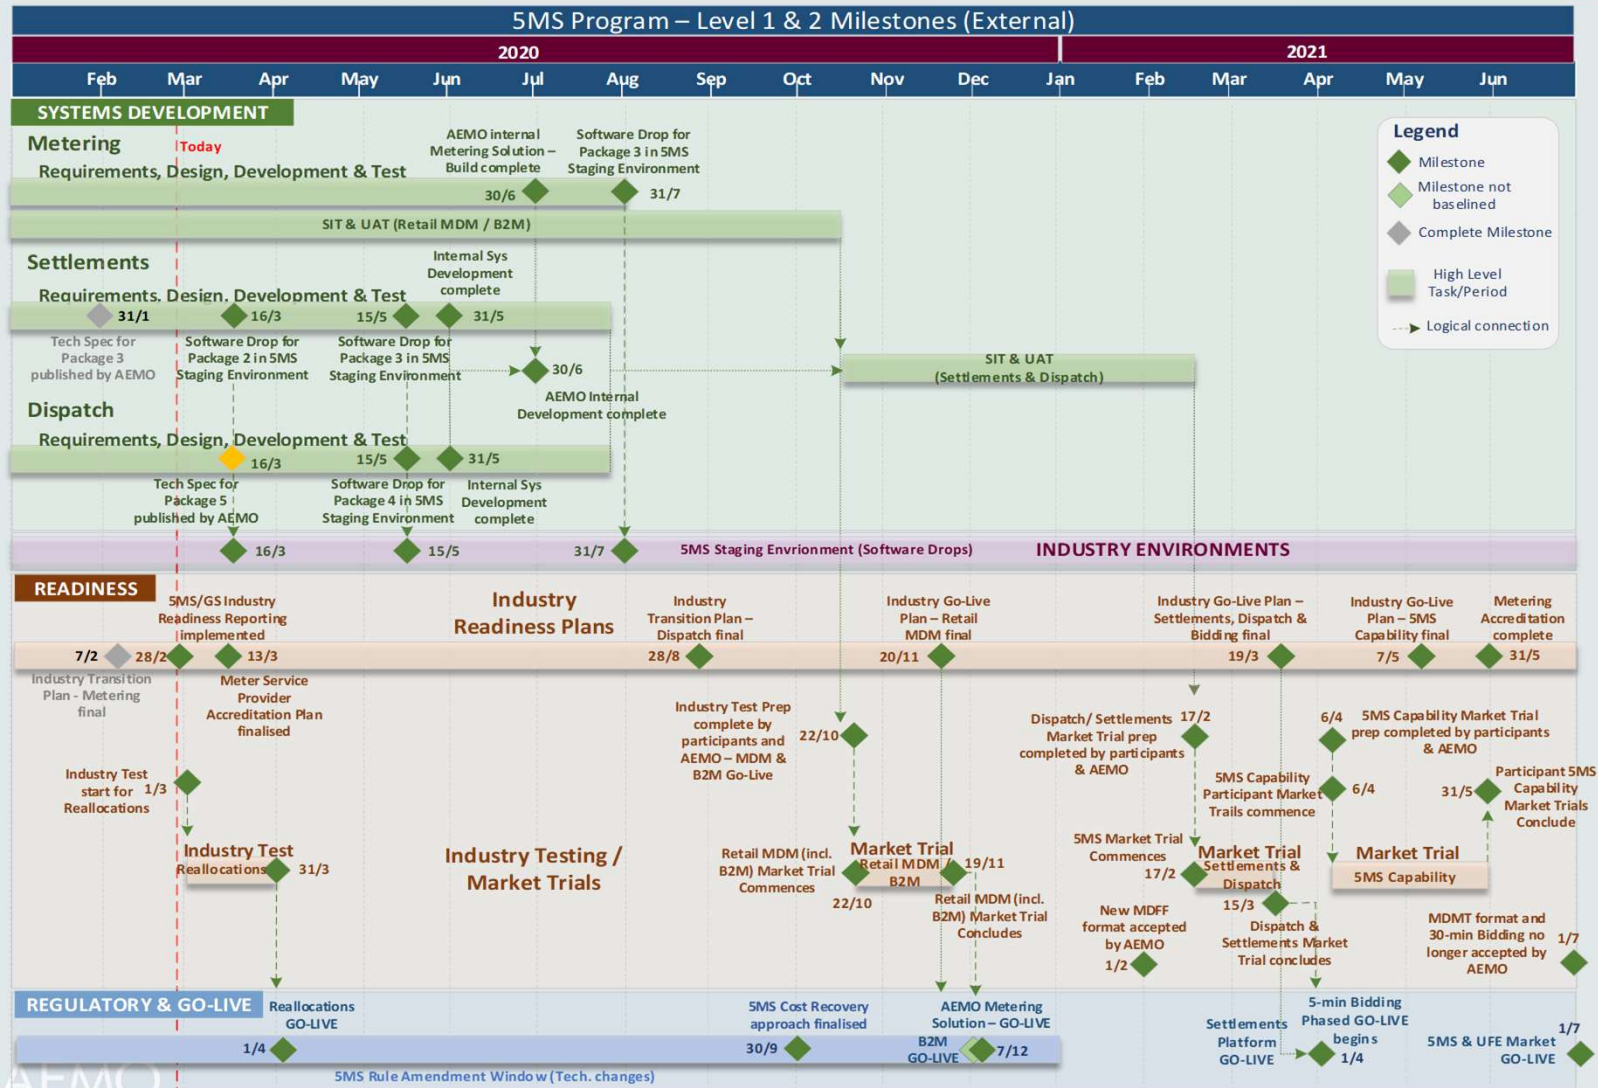 5MS Program – Level 1 & 2 Milestones (External)
2020
2021
Feb
Mar
Apr
May
Jun
Jul
Aug
Sep
Oct
Nov
Dec
Jan
Feb
Mar
Apr
May
Jun
SYSTEMS DEVELOPMENT
Metering
Today
Requirements, Design, Development & Test
AEMO internal
Metering Solution –
Build complete
30/6
Software Drop for
Package 3 in 5MS
Staging Environment
31/7
SIT & UAT (Retail MDM / B2M)
Legend
Milestone
Milestone not
baselined
Complete Milestone
High Level
Task/Period
Logical connection
Settlements
Requirements, Design, Development & Test
Internal Sys
Development
complete
31/1
16/3
15/5
31/5
Tech Spec for
Package 3
published by AEMO
Software Drop for
Package 2 in 5MS
Staging Environment
Software Drop for
Package 3 in 5MS
Staging Environment
30/6
AEMO Internal
Development complete
SIT & UAT
(Settlements & Dispatch)
Dispatch
Requirements, Design, Development & Test
16/3
15/5
31/5
Tech Spec for
Package 5
published by AEMO
Software Drop for
Package 4 in 5MS
Staging Environment
Internal Sys
Development
complete
16/3
15/5
31/7
5MS Staging Envrionment (Software Drops)
INDUSTRY ENVIRONMENTS
READINESS
5MS/GS Industry
Readiness Reporting
implemented
Industry
Readiness Plans
Industry
Transition Plan –
Dispatch final
Industry Go-Live
Plan – Retail
MDM final
Industry Go-Live Plan –
Settlements, Dispatch &
Bidding final
Industry Go-Live
Plan – 5MS
Capability final
Metering
Accreditation
complete
7/2
28/2
13/3
28/8
20/11
19/3
7/5
31/5
Industry Transition
Plan - Metering
final
Meter Service
Provider
Accreditation Plan
finalised
Industry Test Prep
complete by
participants and
AEMO – MDM &
B2M Go-Live
22/10
Dispatch/ Settlements
Market Trial prep
completed by participants
& AEMO
17/2
6/4
5MS Capability Market Trial
prep completed by participants
& AEMO
Industry Test
start for
Reallocations
1/3
5MS Capability
Participant Market
Trails commence
6/4
31/5
Participant 5MS
Capability
Market Trials
Conclude
Industry Test
Reallocations
31/3
Industry Testing /
Market Trials
Retail MDM (incl.
B2M) Market Trial
Commences
22/10
Market Trial
Retail MDM /
B2M
19/11
Retail MDM (incl.
B2M) Market Trial
Concludes
5MS Market Trial
Commences
17/2
Market Trial
Settlements &
Dispatch
15/3
Dispatch &
Settlements Market
Trial concludes
Market Trial
5MS Capability
New MDFF
format accepted
by AEMO
1/2
MDMT format and
30-min Bidding no
longer accepted by
AEMO
1/7
REGULATORY & GO-LIVE
Reallocations
GO-LIVE
1/4
5MS Cost Recovery
approach finalised
30/9
AEMO Metering
Solution – GO-LIVE
B2M
GO-LIVE
7/12
Settlements
Platform
GO-LIVE
5-min Bidding
Phased GO-LIVE
begins
1/4
1/7
5MS & UFE Market
GO-LIVE
5MS Rule Amendment Window (Tech. changes)
AEMO